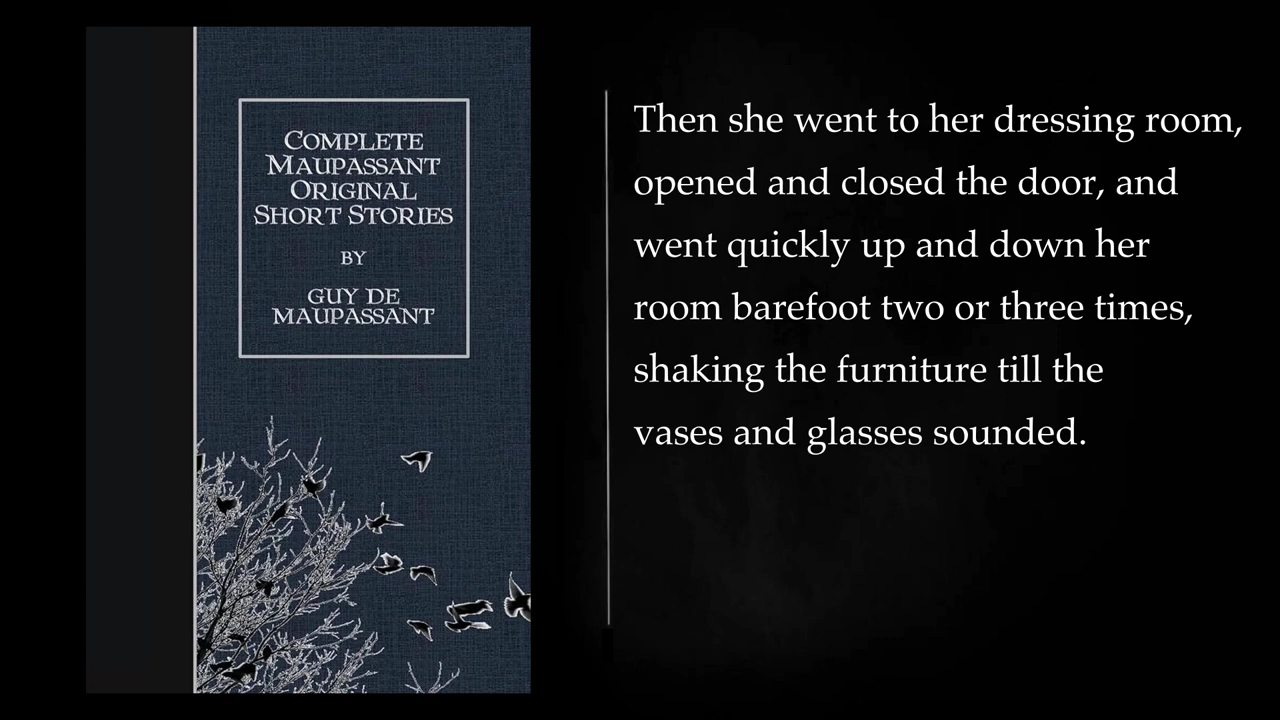 COMPLETE
MAUPASSANT
ORIGINAL
SHORT STORIES
BY
GUY DE
MAUPASSANT
Then she went to her dressing room,
opened and closed the door, and
went quickly up and down her
room barefoot two or three times,
shaking the furniture till the
vases and glasses sounded.